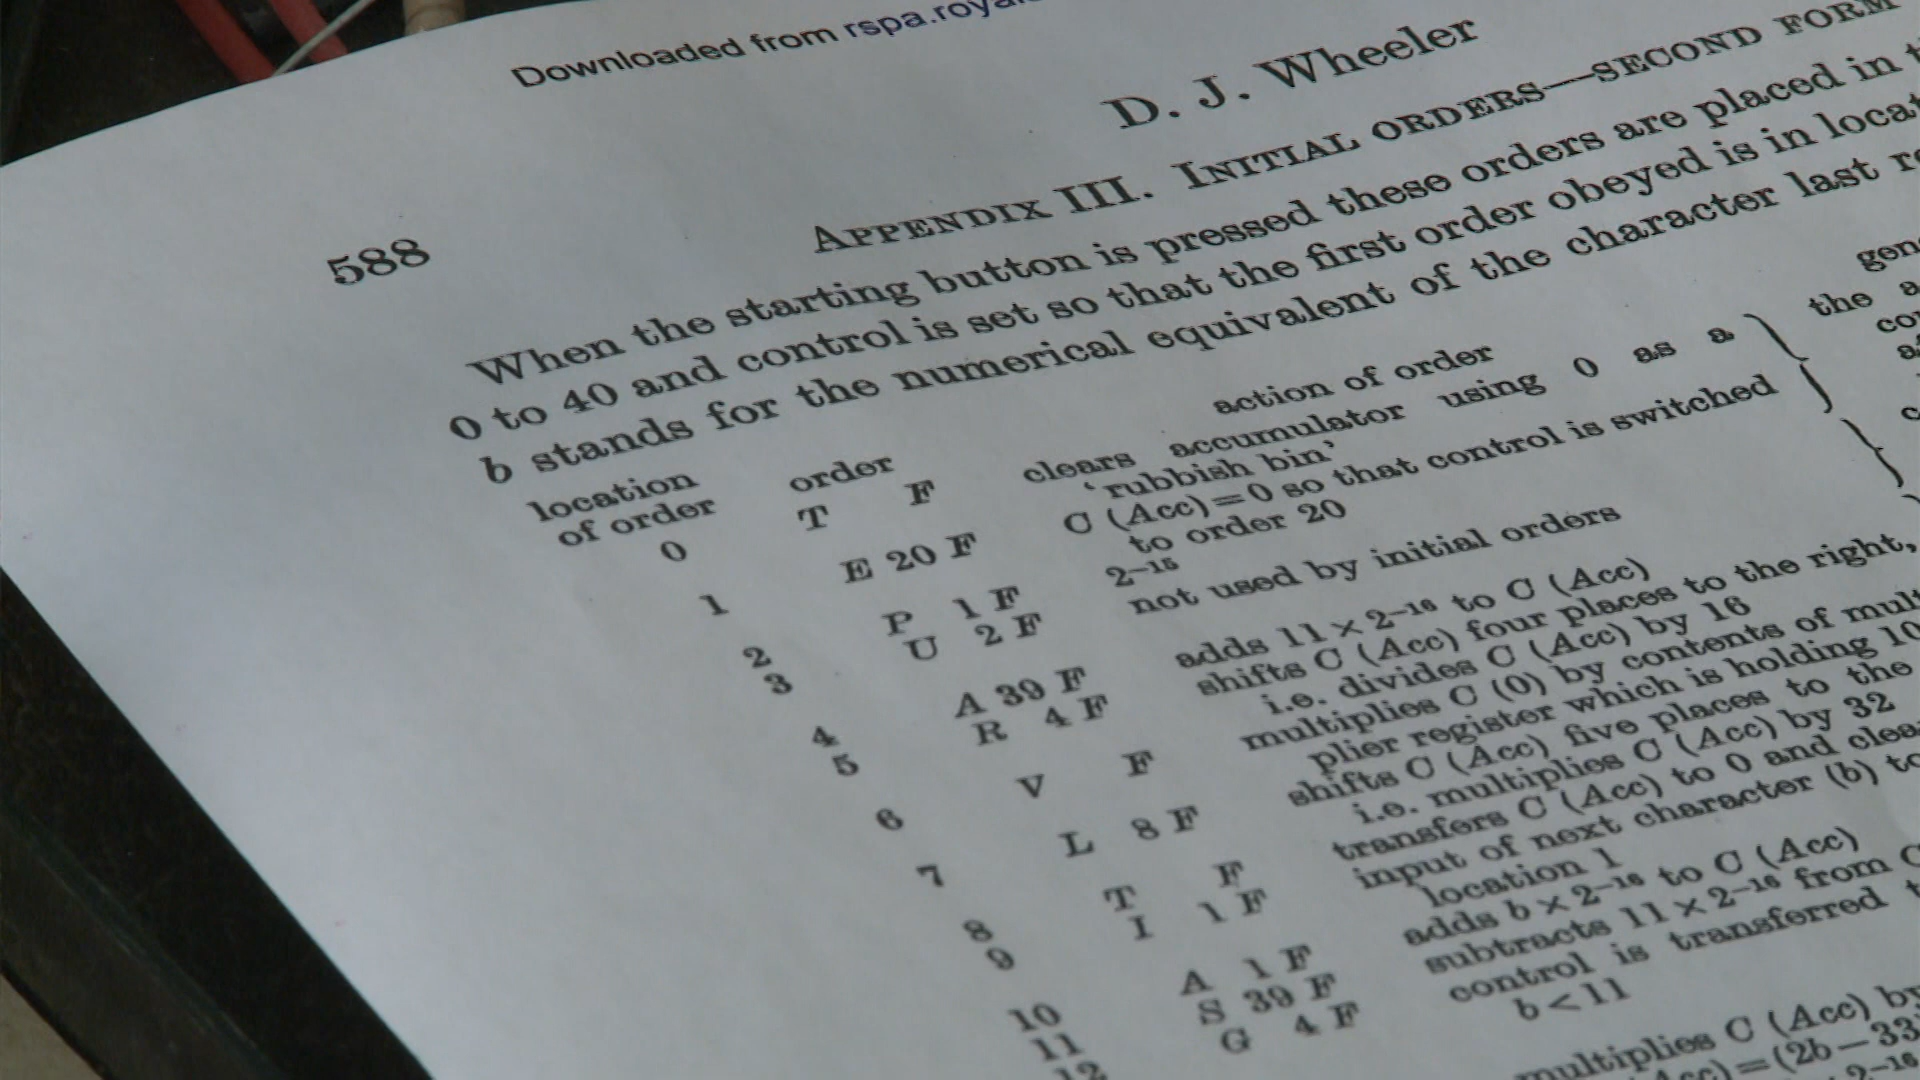 Downloaded from rspa.royal
588
D. J. Wheeler
APPENDIX III. INITIAL ORDERS—SECOND FORM
When the starting button is pressed these orders are placed in
0 to 40 and control is set so that the first order obeyed is in locat
b stands for the numerical equivalent of the character last
location of order order action of order
0 T F clears accumulator using 0 as a
'rubbish bin'
1 E 20 F C (Acc)=0 so that control is switched
to order 20
2 P 1 F 2–15
3 U 2 F not used by initial orders
4 A 39 F adds 11 × 2–16 to C (Acc)
5 R 4 F shifts C (Acc) four places to the right,
i.e. divides C (Acc) by 16
6 V F multiplies C (0) by contents of mult
plier register which is holding 10
7 L 8 F shifts C (Acc) five places to the
i.e. multiplies C (Acc) by 32
8 T F transfers C (Acc) to 0 and clea
9 I 1 F input of next character (b) to
location 1
10 A 1 F adds b × 2–16 to C (Acc)
11 S 39 F subtracts 11 × 2–16 from C
12 G 4 F control is transferred
b < 11
multiplies C (Acc) by
cc)=(2b–33
2–16
gen
the a
co